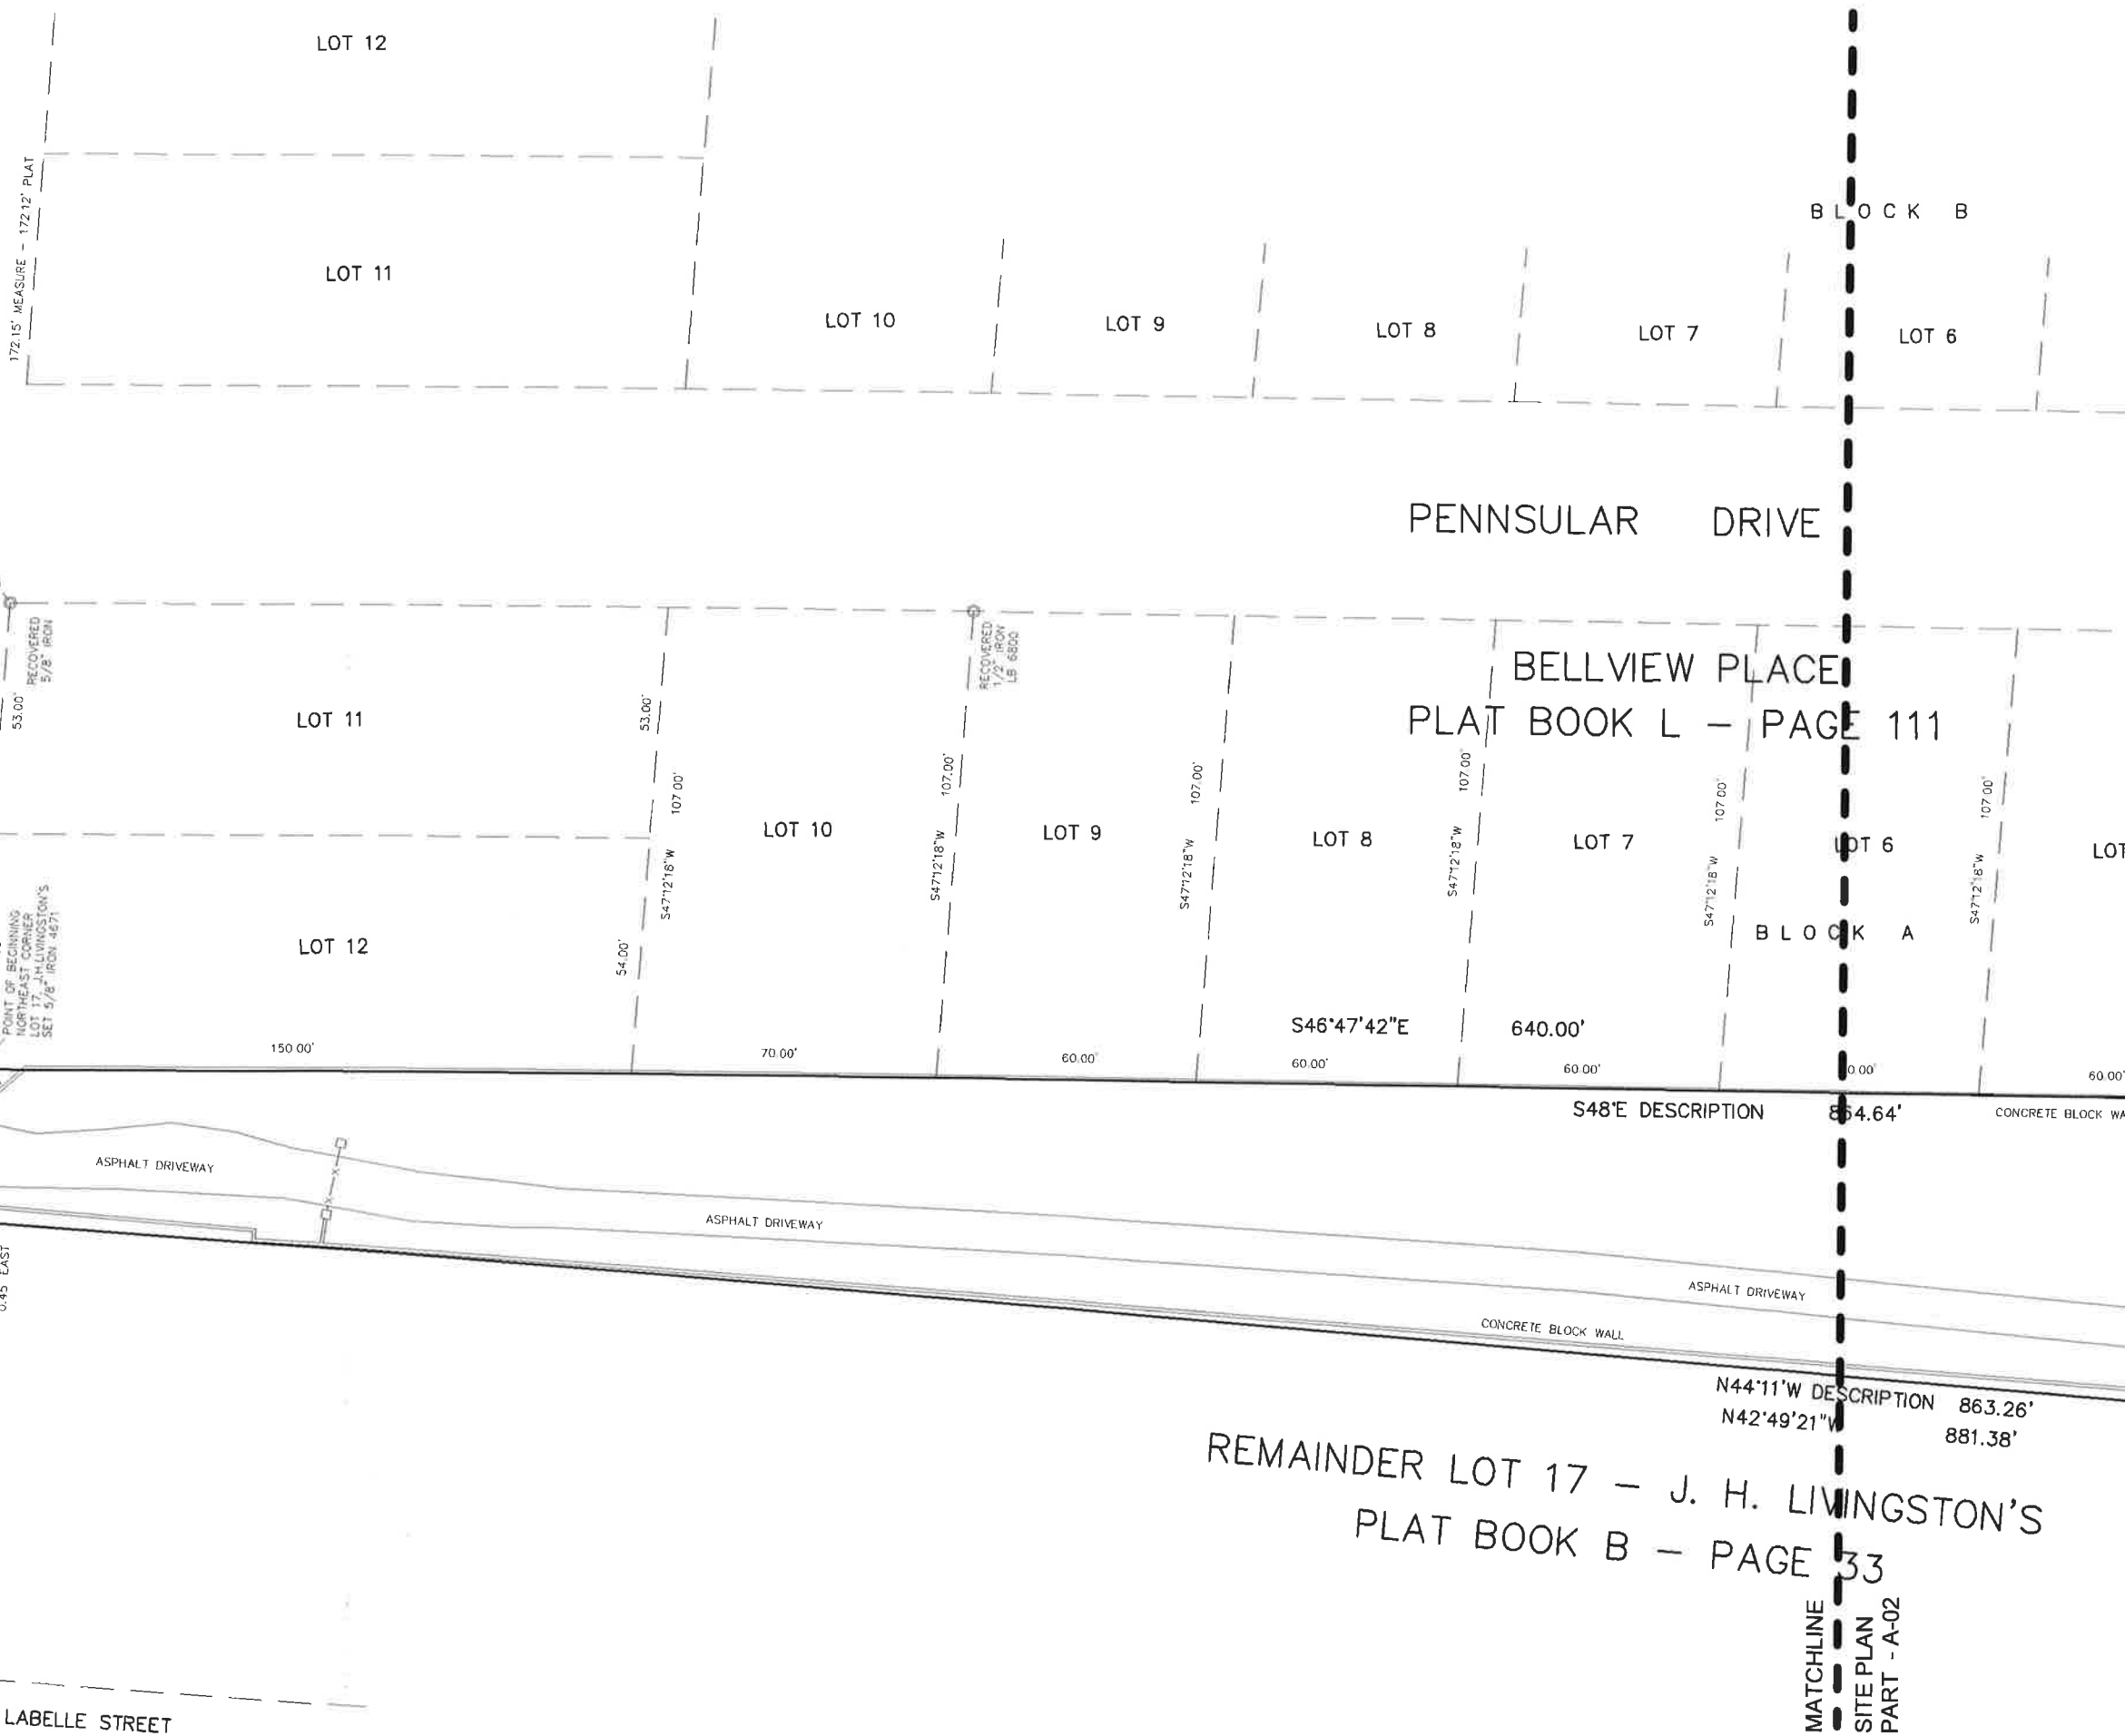 LOT 12
172.15' MEASURE - 172.12' PLAT
BLOCK B
LOT 11
LOT 10
LOT 9
LOT 8
LOT 7
LOT 6
PENNSULAR DRIVE
RECOVERED
5/8" IRON
53.00'
RECOVERED
1/2" IRON
LB 6800
BELLVIEW PLACE
PLAT BOOK L - PAGE 111
LOT 11
53.00'
107.00'
107.00'
107.00'
107.00'
107.00'
107.00'
LOT 10
LOT 9
LOT 8
LOT 7
LOT 6
LOT
S47°12'18"W
S47°12'18"W
S47°12'18"W
S47°12'18"W
S47°12'18"W
S47°12'18"W
POINT OF BEGINNING
NORTHEAST CORNER
LOT 17, J.H.LIVINGSTON'S
SET 5/8" IRON 4671
LOT 12
54.00'
BLOCK A
S46°47'42"E 640.00'
150.00'
70.00'
60.00'
60.00'
60.00'
0.00'
60.00'
S48°E DESCRIPTION 864.64'
CONCRETE BLOCK WA
ASPHALT DRIVEWAY
ASPHALT DRIVEWAY
ASPHALT DRIVEWAY
0.45 EAST
CONCRETE BLOCK WALL
N44°11'W DESCRIPTION 863.26'
N42°49'21"W 881.38'
REMAINDER LOT 17 - J. H. LIVINGSTON'S
PLAT BOOK B - PAGE 33
MATCHLINE
SITE PLAN
PART - A-02
LABELLE STREET